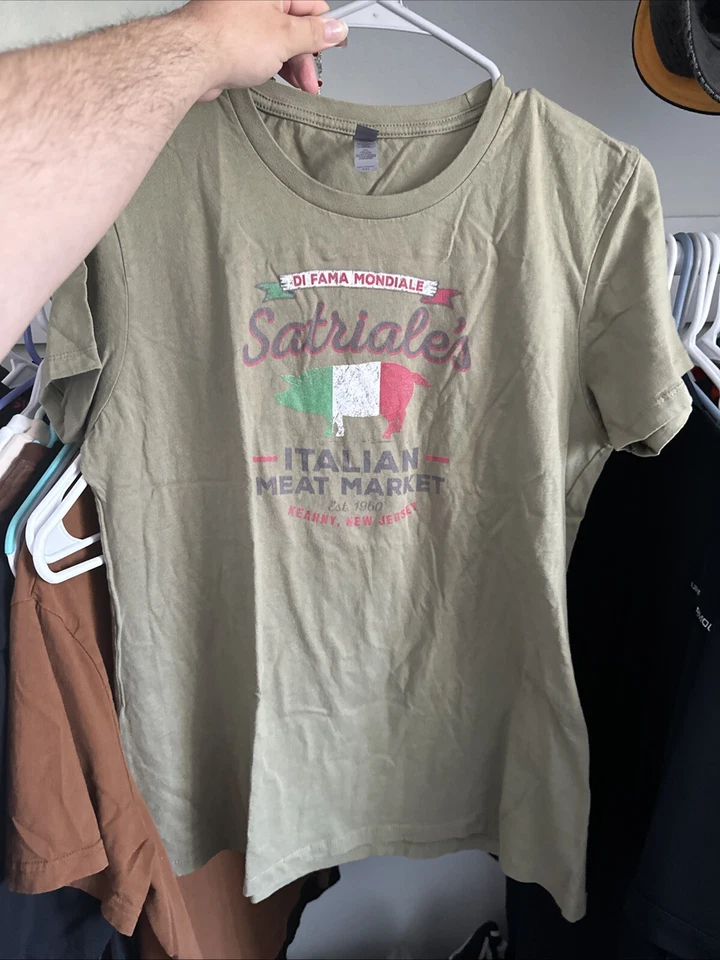 DI FAMA MONDIALE
Satriale's
ITALIAN
MEAT MARKET
Est. 1960
KEARNY, NEW JERSEY